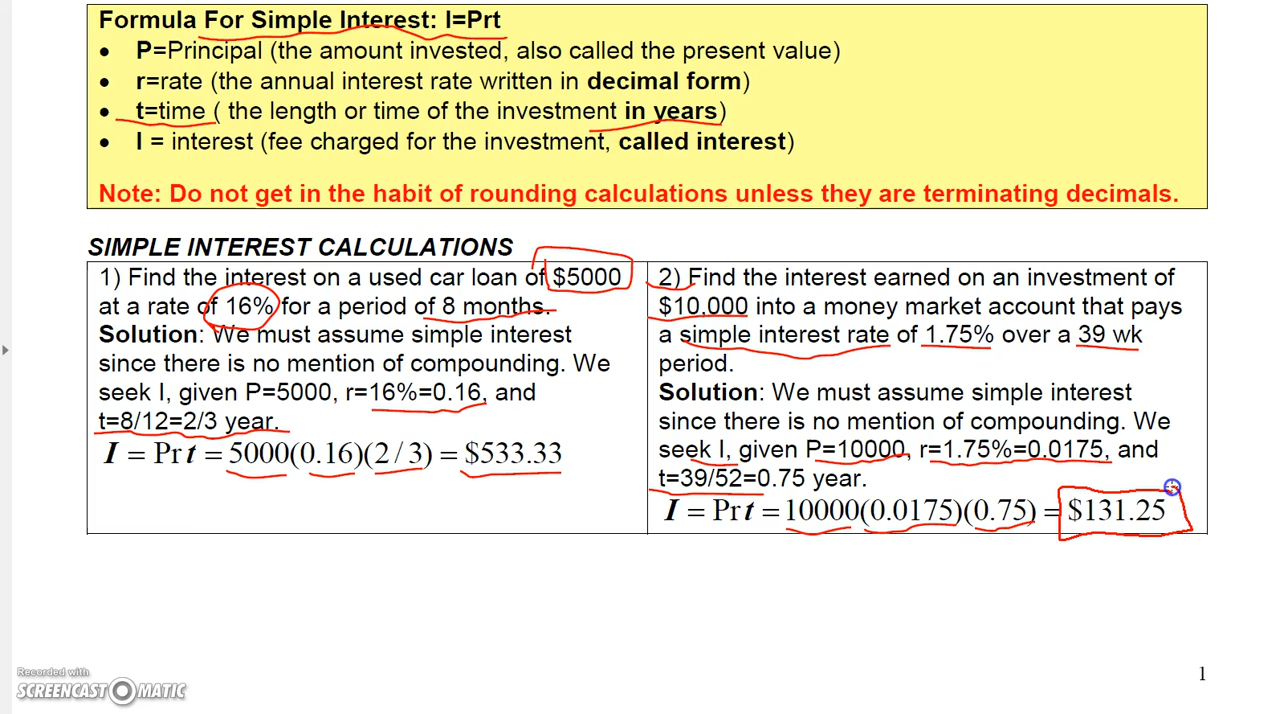 Formula For Simple Interest: I=Prt
• P=Principal (the amount invested, also called the present value)
• r=rate (the annual interest rate written in decimal form)
• t=time ( the length or time of the investment in years)
• I = interest (fee charged for the investment, called interest)
Note: Do not get in the habit of rounding calculations unless they are terminating decimals.
SIMPLE INTEREST CALCULATIONS
1) Find the interest on a used car loan of $5000
at a rate of 16% for a period of 8 months.
Solution: We must assume simple interest
since there is no mention of compounding. We
seek I, given P=5000, r=16%=0.16, and
t=8/12=2/3 year.
I = Prt = 5000(0.16)(2/3) = $533.33
2) Find the interest earned on an investment of
$10,000 into a money market account that pays
a simple interest rate of 1.75% over a 39 wk
period.
Solution: We must assume simple interest
since there is no mention of compounding. We
seek I, given P=10000, r=1.75%=0.0175, and
t=39/52=0.75 year.
I = Prt = 10000(0.0175)(0.75) = $131.25
1
Recorded with
SCREENCAST O MATIC